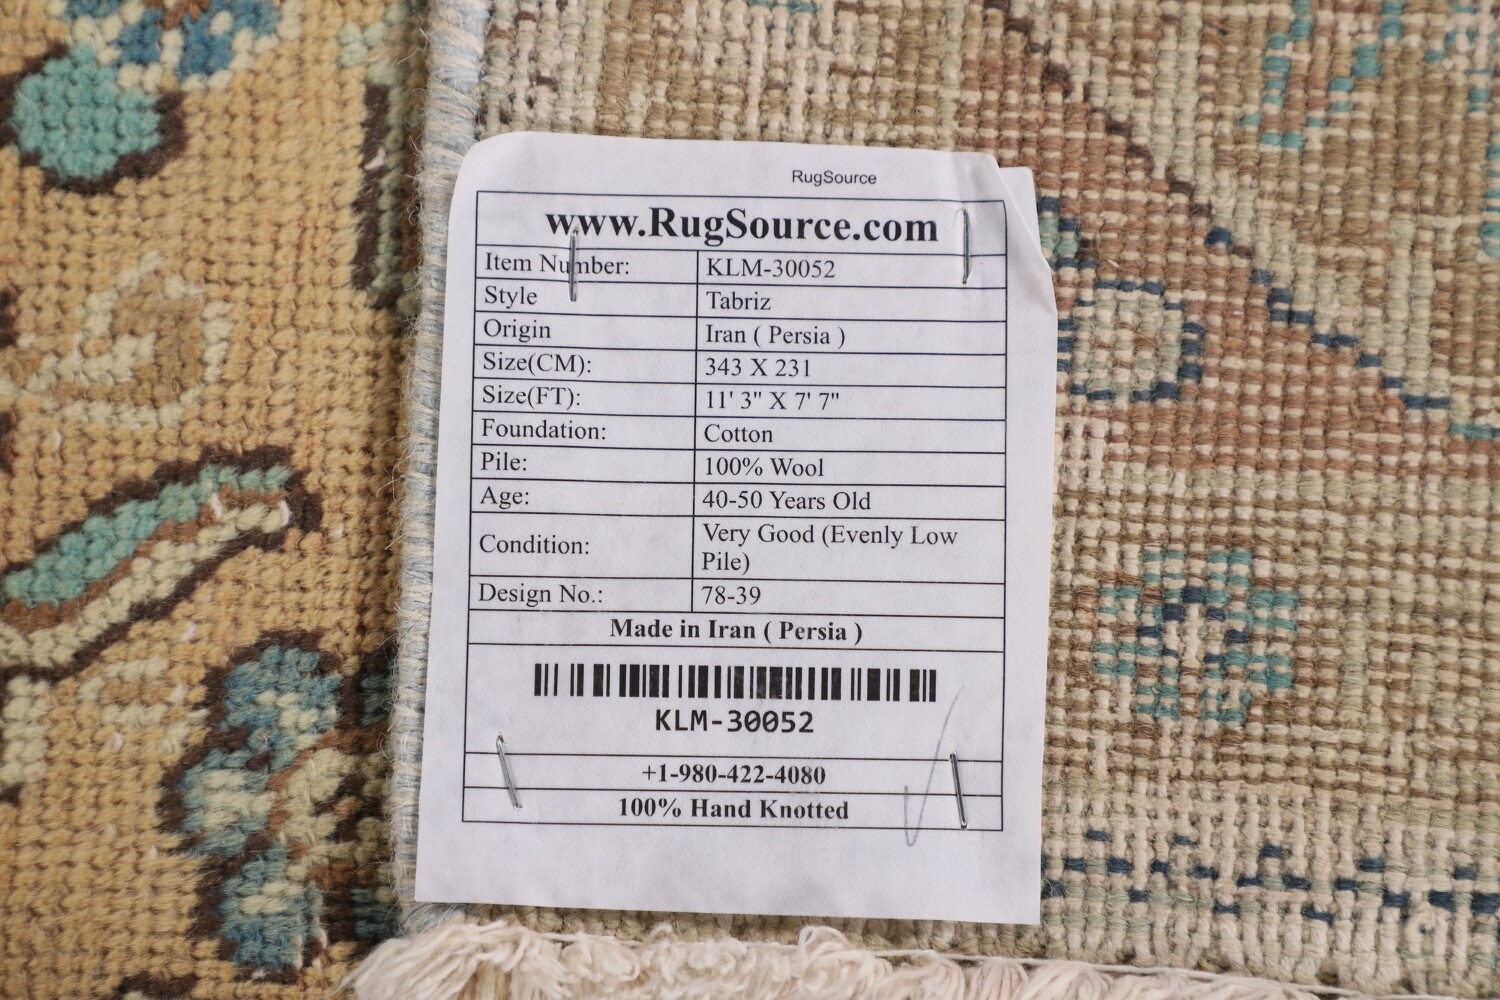 RugSource
www.RugSource.com
Item Number: KLM-30052
Style Tabriz
Origin Iran ( Persia )
Size(CM): 343 X 231
Size(FT): 11' 3" X 7' 7"
Foundation: Cotton
Pile: 100% Wool
Age: 40-50 Years Old
Condition: Very Good (Evenly Low
Pile)
Design No.: 78-39
Made in Iran ( Persia )
KLM-30052
+1-980-422-4080
100% Hand Knotted